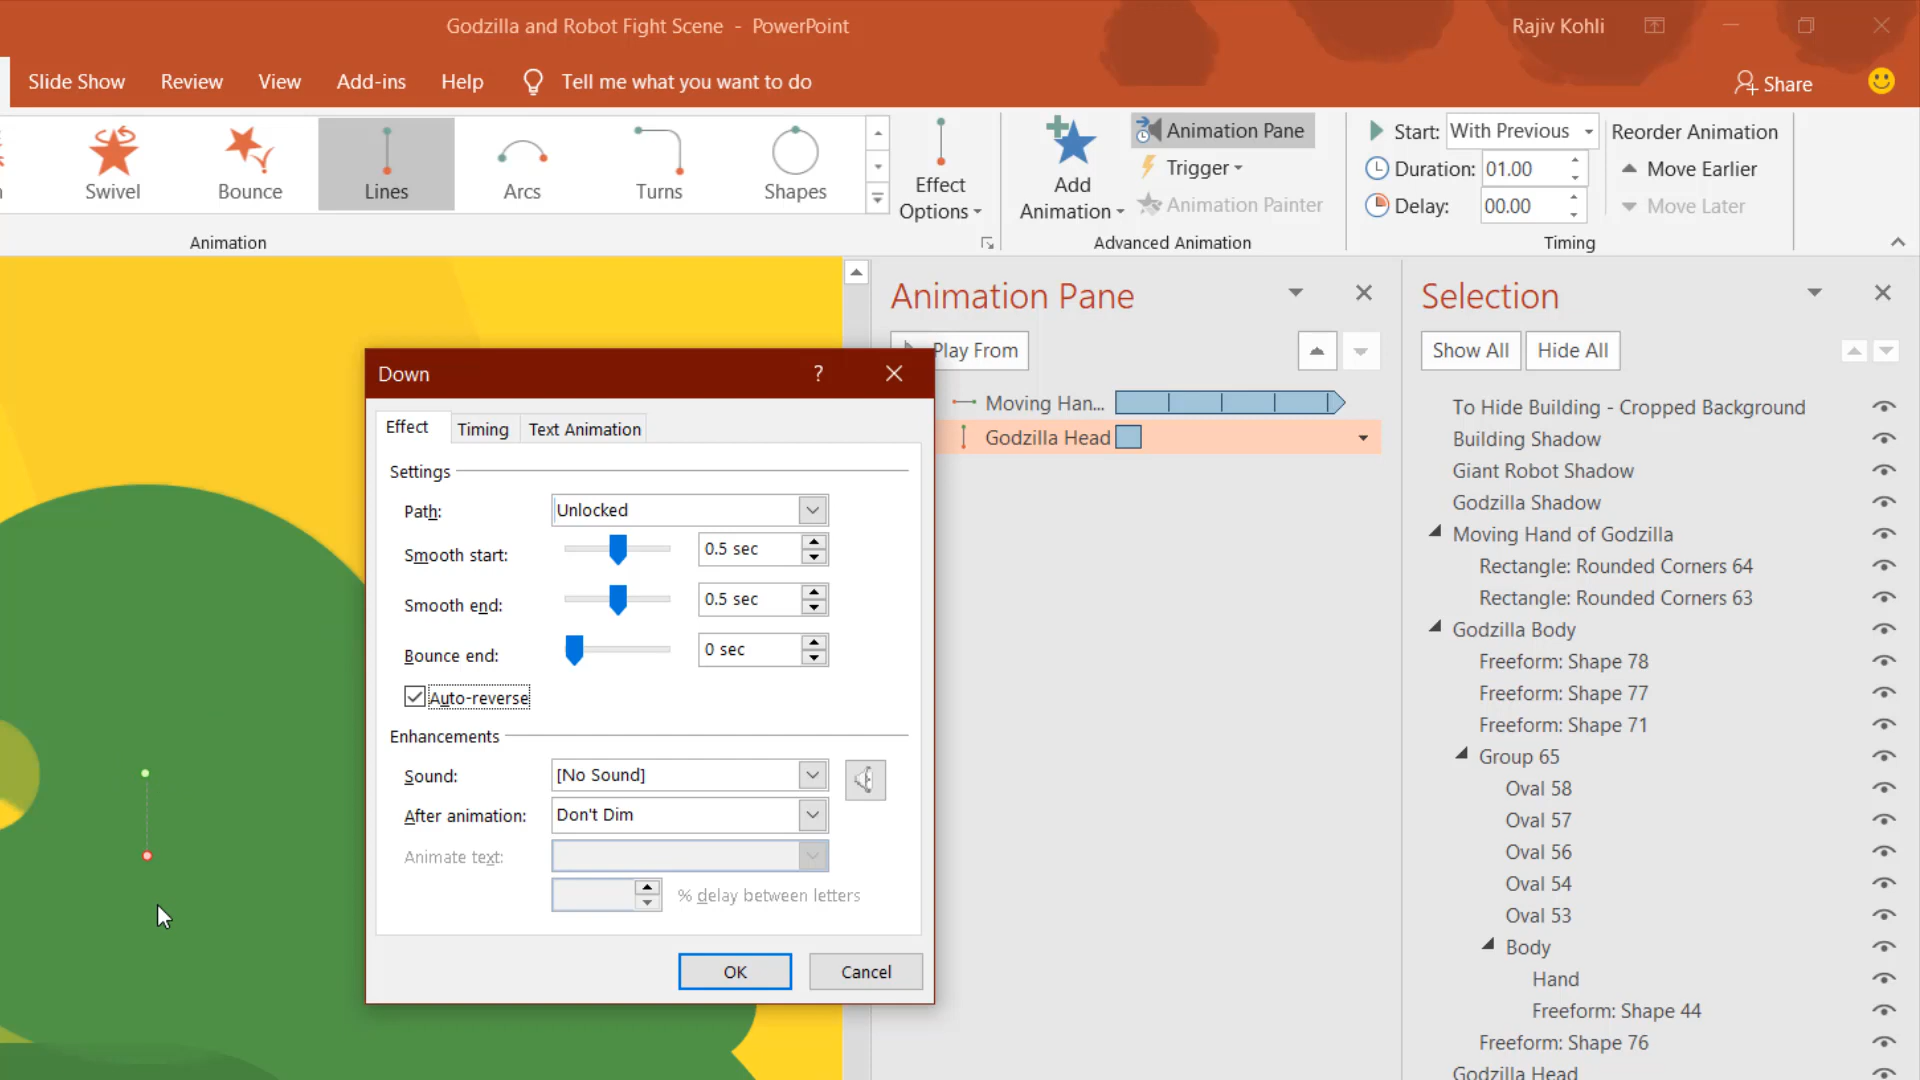 Godzilla and Robot Fight Scene - PowerPoint
Rajiv Kohli
Slide Show
Review
View
Add-ins
Help
Tell me what you want to do
Share
Swivel
Bounce
Lines
Arcs
Turns
Shapes
Animation
Effect
Options
Add
Animation
Animation Pane
Trigger
Animation Painter
Advanced Animation
Start: With Previous
Duration: 01.00
Delay: 00.00
Reorder Animation
Move Earlier
Move Later
Timing
Animation Pane
Play From
Moving Han...
Godzilla Head
Down
?
Effect
Timing
Text Animation
Settings
Path: Unlocked
Smooth start: 0.5 sec
Smooth end: 0.5 sec
Bounce end: 0 sec
Auto-reverse
Enhancements
Sound: [No Sound]
After animation: Don't Dim
Animate text:
% delay between letters
OK
Cancel
Selection
Show All
Hide All
To Hide Building - Cropped Background
Building Shadow
Giant Robot Shadow
Godzilla Shadow
Moving Hand of Godzilla
Rectangle: Rounded Corners 64
Rectangle: Rounded Corners 63
Godzilla Body
Freeform: Shape 78
Freeform: Shape 77
Freeform: Shape 71
Group 65
Oval 58
Oval 57
Oval 56
Oval 54
Oval 53
Body
Hand
Freeform: Shape 44
Freeform: Shape 76
Godzilla Head